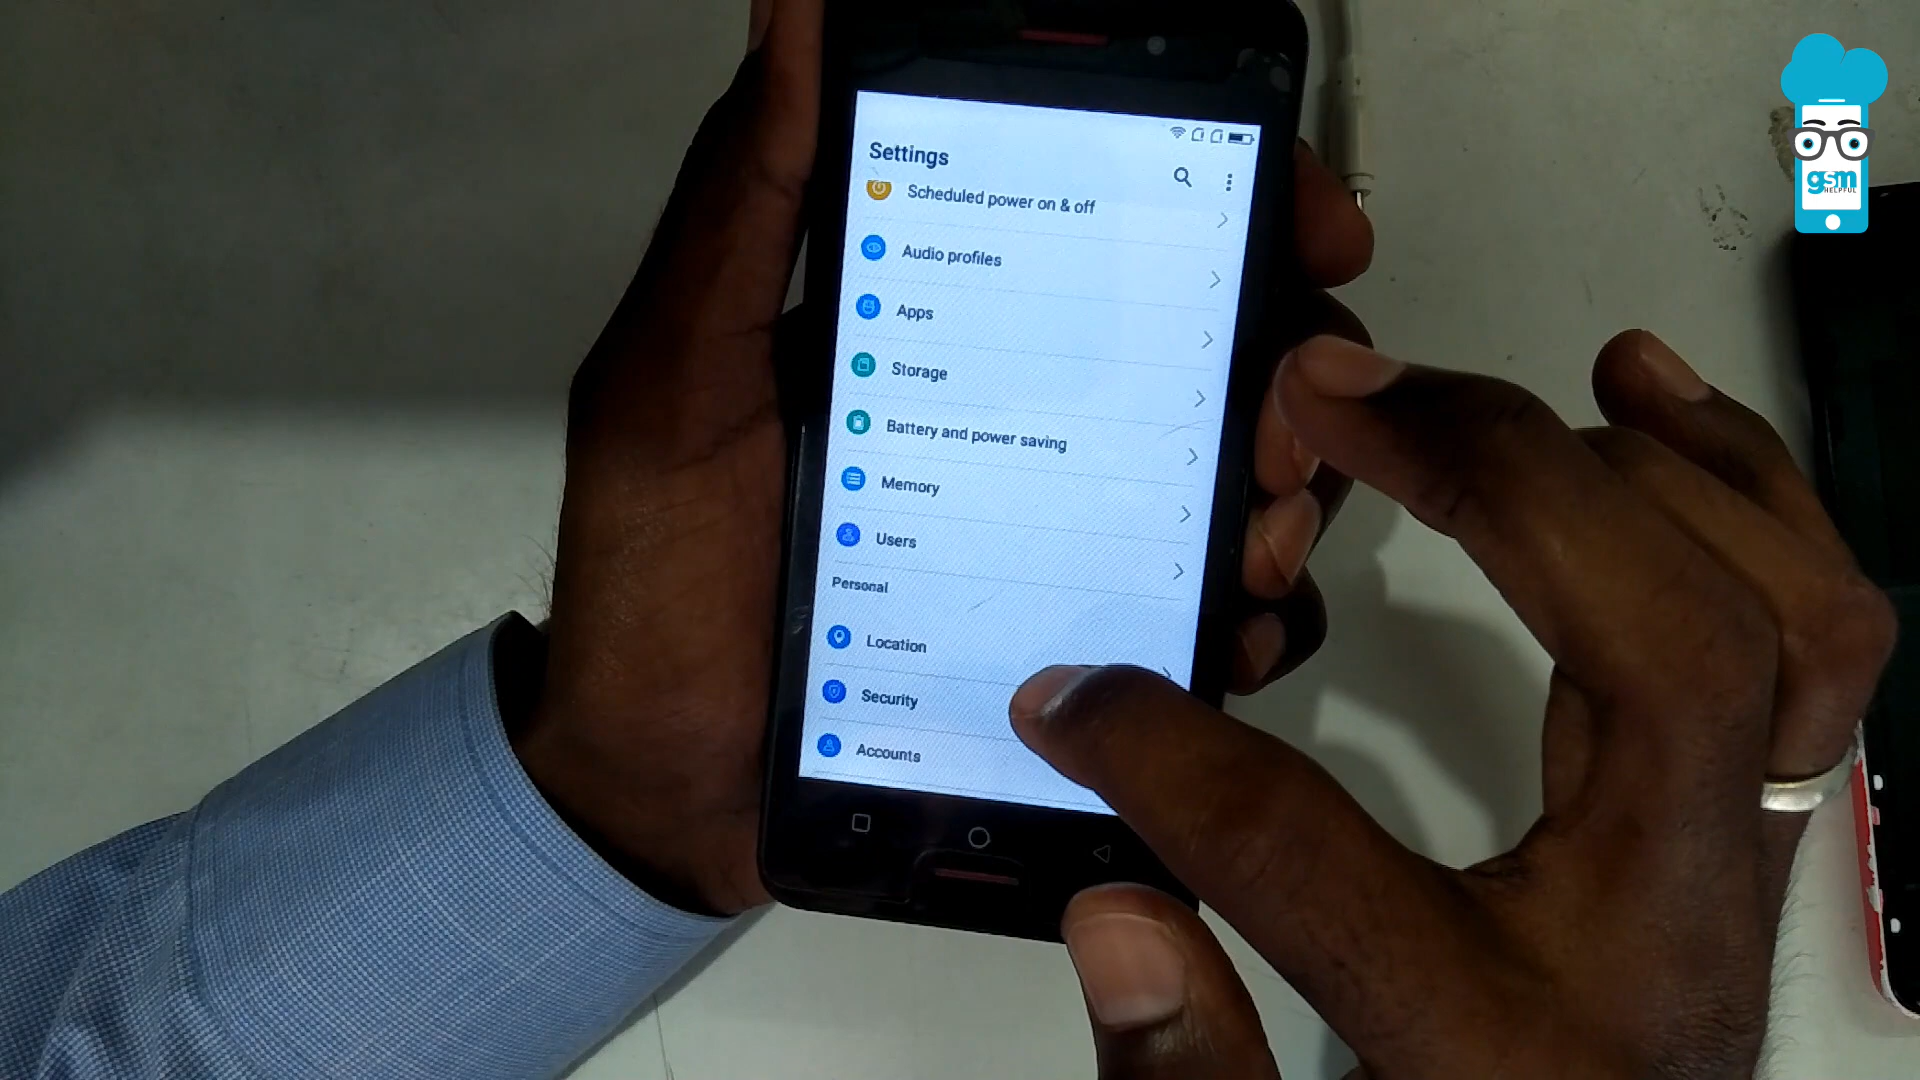 Settings
Scheduled power on & off
Audio profiles
Apps
Storage
Battery and power saving
Memory
Users
Personal
Location
Security
Accounts
gsm
HELPFUL